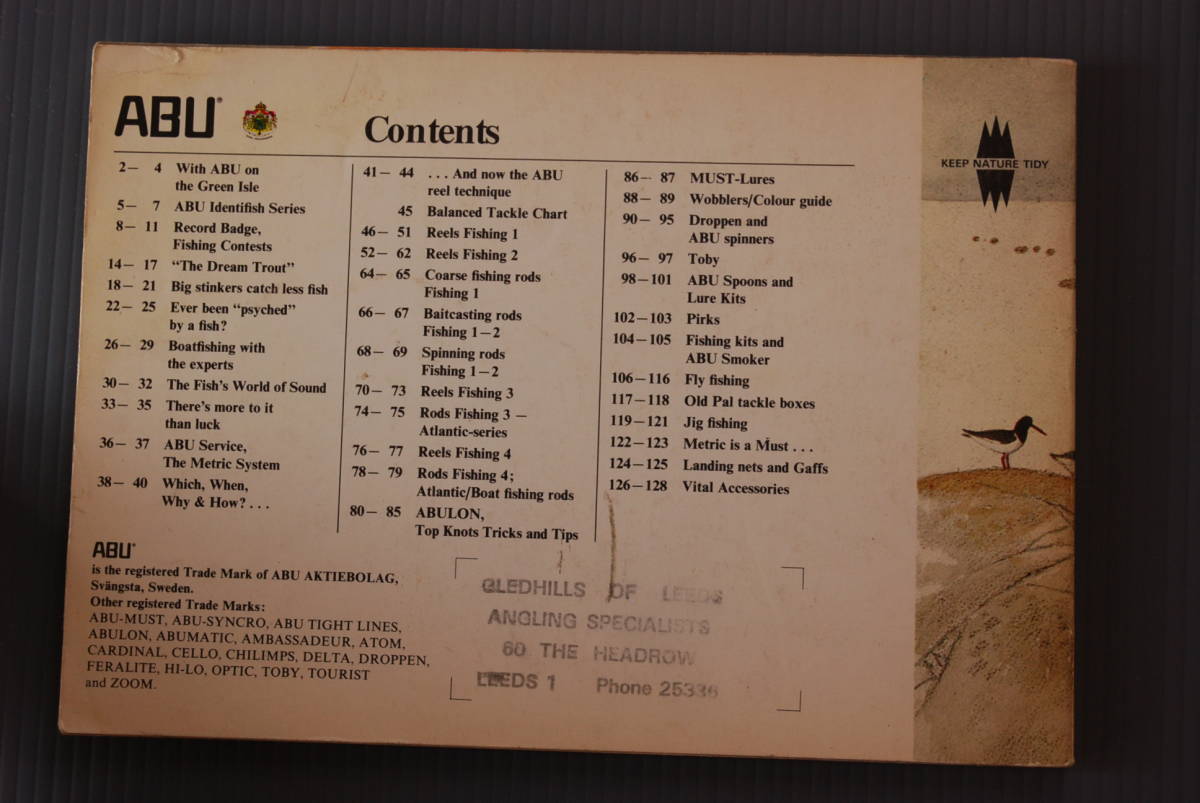 ABU®
Contents
2— 4 With ABU on
the Green Isle
5— 7 ABU Identifish Series
8— 11 Record Badge,
Fishing Contests
14— 17 “The Dream Trout”
18— 21 Big stinkers catch less fish
22— 25 Ever been “psyched”
by a fish?
26— 29 Boatfishing with
the experts
30— 32 The Fish’s World of Sound
33— 35 There’s more to it
than luck
36— 37 ABU Service,
The Metric System
38— 40 Which, When,
Why & How? . . .
41— 44 . . . And now the ABU
reel technique
45 Balanced Tackle Chart
46— 51 Reels Fishing 1
52— 62 Reels Fishing 2
64— 65 Coarse fishing rods
Fishing 1
66— 67 Baitcasting rods
Fishing 1—2
68— 69 Spinning rods
Fishing 1—2
70— 73 Reels Fishing 3
74— 75 Rods Fishing 3 —
Atlantic-series
76— 77 Reels Fishing 4
78— 79 Rods Fishing 4;
Atlantic/Boat fishing rods
80— 85 ABULON,
Top Knots Tricks and Tips
86— 87 MUST-Lures
88— 89 Wobblers/Colour guide
90— 95 Droppen and
ABU spinners
96— 97 Toby
98—101 ABU Spoons and
Lure Kits
102—103 Pirks
104—105 Fishing kits and
ABU Smoker
106—116 Fly fishing
117—118 Old Pal tackle boxes
119—121 Jig fishing
122—123 Metric is a Must . . .
124—125 Landing nets and Gaffs
126—128 Vital Accessories
KEEP NATURE TIDY
ABU®
is the registered Trade Mark of ABU AKTIEBOLAG,
Svängsta, Sweden.
Other registered Trade Marks:
ABU-MUST, ABU-SYNCRO, ABU TIGHT LINES,
ABULON, ABUMATIC, AMBASSADEUR, ATOM,
CARDINAL, CELLO, CHILIMPS, DELTA, DROPPEN,
FERALITE, HI-LO, OPTIC, TOBY, TOURIST
and ZOOM.
GLEDHILLS OF LEEDS
ANGLING SPECIALISTS
60 THE HEADROW
LEEDS 1 Phone 25336